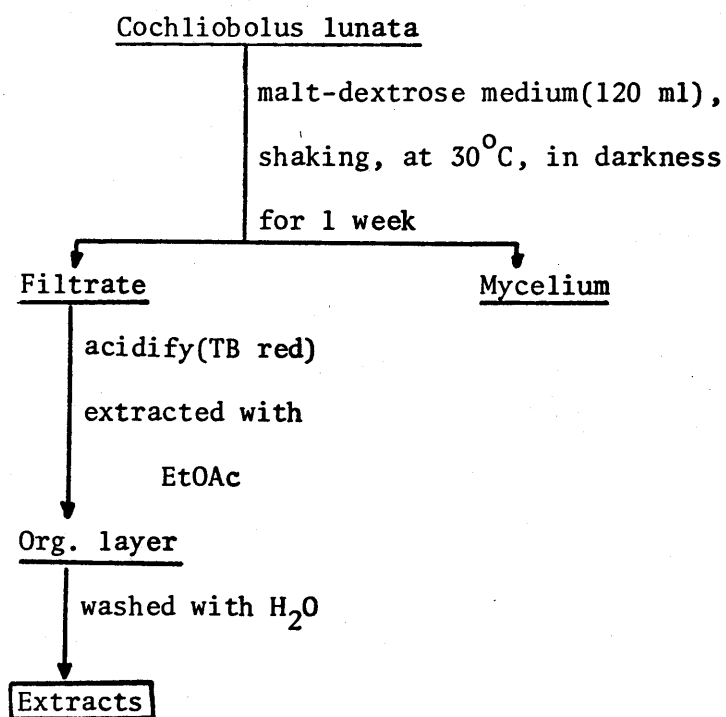 Cochliobolus lunata
malt-dextrose medium(120 ml),
shaking, at 30°C, in darkness
for 1 week
Filtrate
Mycelium
acidify(TB red)
extracted with
EtOAc
Org. layer
washed with H₂O
Extracts